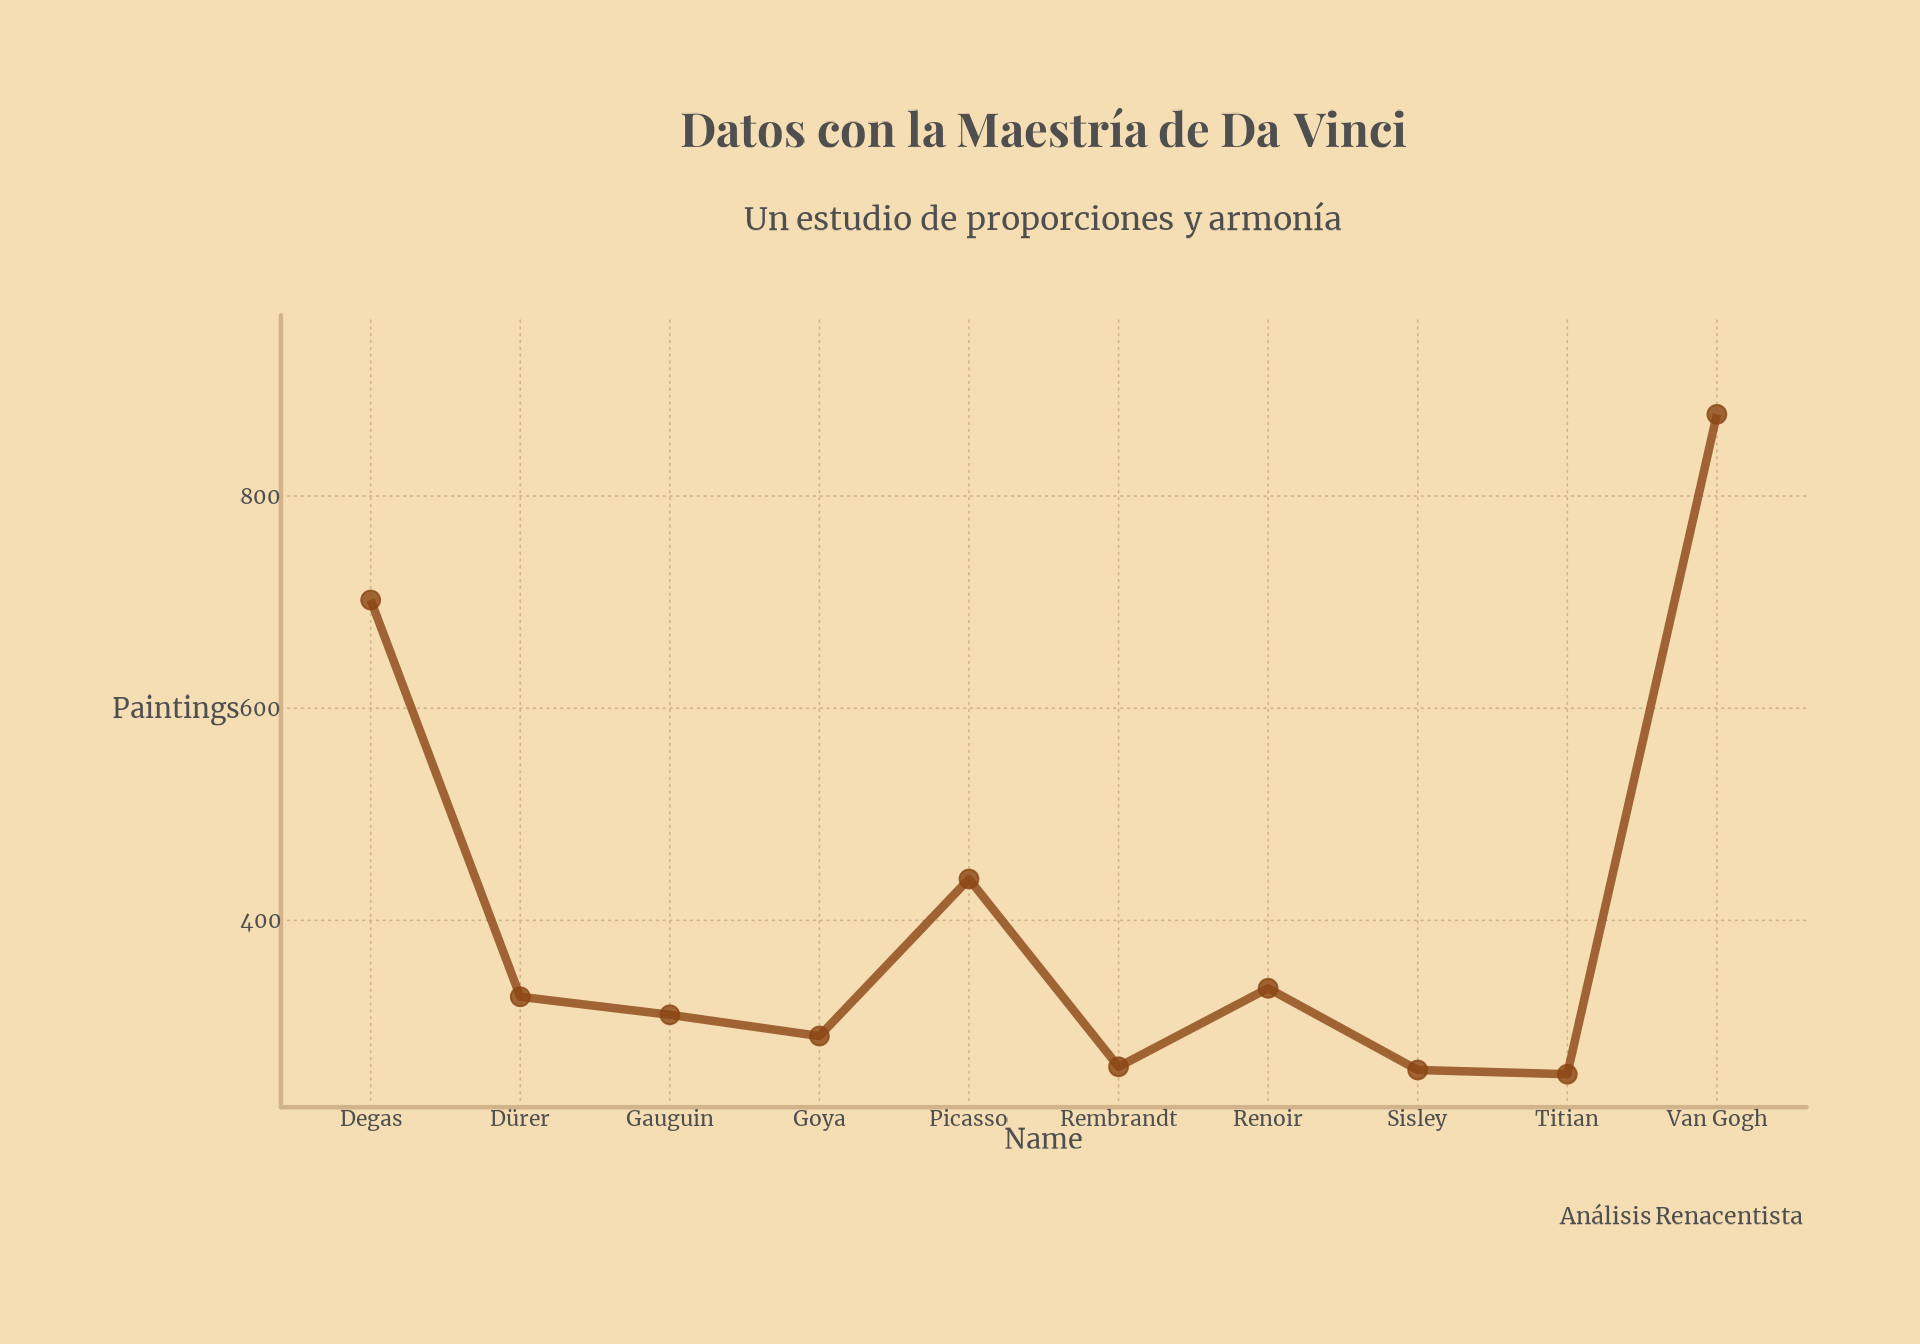 Datos con la Maestría de Da Vinci
Un estudio de proporciones y armonía
800
Paintings
600
400
Degas Dürer Gauguin Goya Picasso Rembrandt Renoir Sisley Titian Van Gogh
Name
Análisis Renacentista